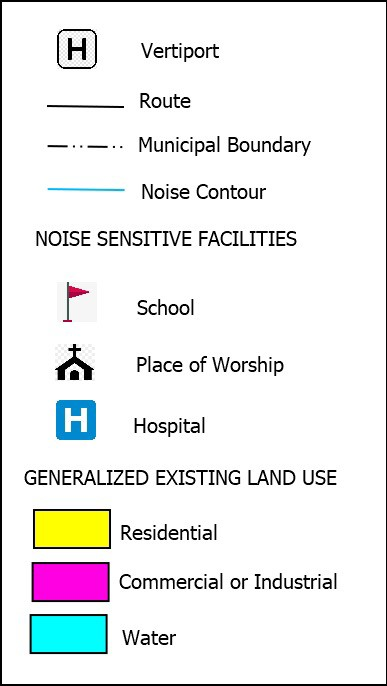 H Vertiport
Route
Municipal Boundary
Noise Contour
NOISE SENSITIVE FACILITIES
School
Place of Worship
H Hospital
GENERALIZED EXISTING LAND USE
Residential
Commercial or Industrial
Water